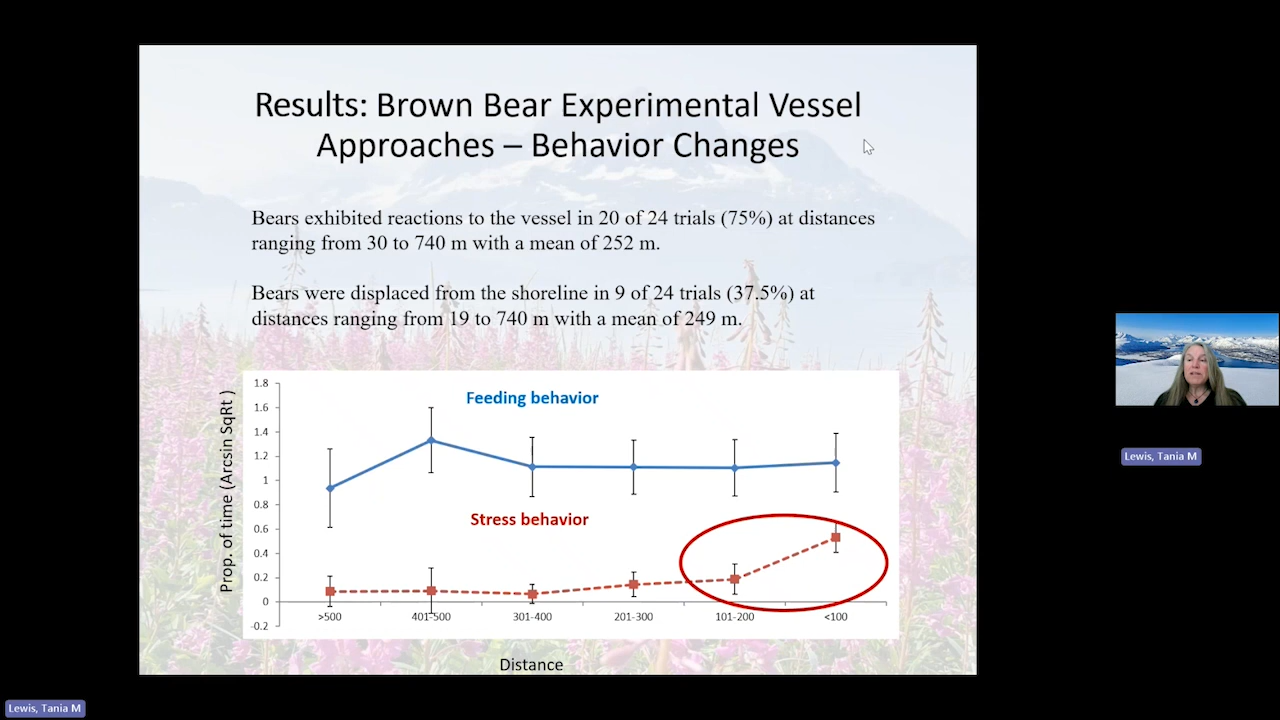 Results: Brown Bear Experimental Vessel
Approaches – Behavior Changes
Bears exhibited reactions to the vessel in 20 of 24 trials (75%) at distances
ranging from 30 to 740 m with a mean of 252 m.
Bears were displaced from the shoreline in 9 of 24 trials (37.5%) at
distances ranging from 19 to 740 m with a mean of 249 m.
Prop. of time (Arcsin SqRt )
1.8
1.6
1.4
1.2
1
0.8
0.6
0.4
0.2
0
-0.2
Feeding behavior
Stress behavior
>500
401-500
301-400
201-300
101-200
<100
Distance
Lewis, Tania M
Lewis, Tania M